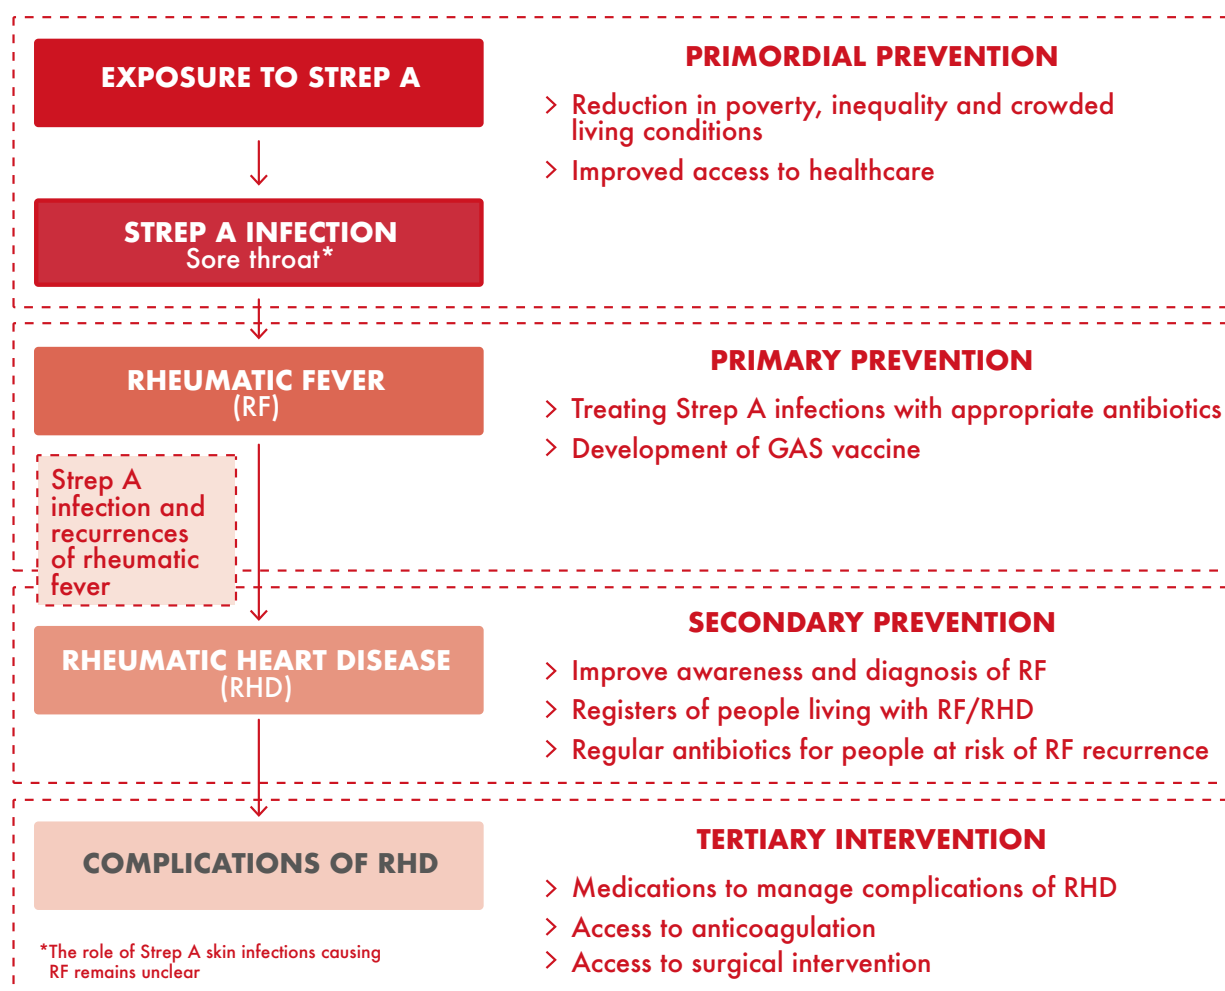 EXPOSURE TO STREP A
PRIMORDIAL PREVENTION
> Reduction in poverty, inequality and crowded
living conditions
> Improved access to healthcare
STREP A INFECTION
Sore throat*
RHEUMATIC FEVER
(RF)
PRIMARY PREVENTION
> Treating Strep A infections with appropriate antibiotics
> Development of GAS vaccine
Strep A
infection and
recurrences
of rheumatic
fever
RHEUMATIC HEART DISEASE
(RHD)
SECONDARY PREVENTION
> Improve awareness and diagnosis of RF
> Registers of people living with RF/RHD
> Regular antibiotics for people at risk of RF recurrence
COMPLICATIONS OF RHD
TERTIARY INTERVENTION
> Medications to manage complications of RHD
> Access to anticoagulation
> Access to surgical intervention
*The role of Strep A skin infections causing
RF remains unclear